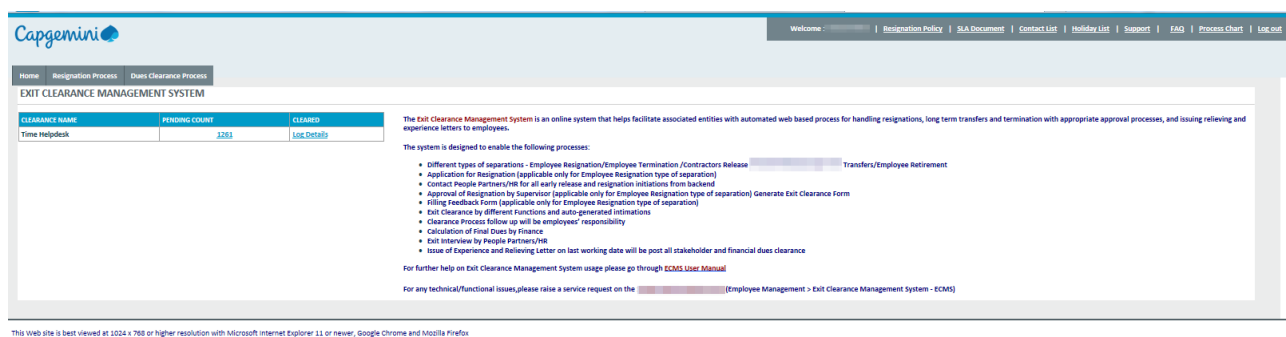 Capgemini
Welcome : | Resignation Policy | SLA Document | Contact List | Holiday List | Support | FAQ | Process Chart | Log out
Home Resignation Process Dues Clearance Process
EXIT CLEARANCE MANAGEMENT SYSTEM
CLEARANCE NAME PENDING COUNT CLEARED
Time Helpdesk 1261 Log Details
The Exit Clearance Management System is an online system that helps facilitate associated entities with automated web based process for handling resignations, long term transfers and termination with appropriate approval processes, and issuing relieving and
experience letters to employees.
The system is designed to enable the following processes:
• Different types of separations - Employee Resignation/Employee Termination /Contractors Release Transfers/Employee Retirement
• Application for Resignation (applicable only for Employee Resignation type of separation)
• Contact People Partners/HR for all early release and resignation initiations from backend
• Approval of Resignation by Supervisor (applicable only for Employee Resignation type of separation) Generate Exit Clearance Form
• Filling Feedback Form (applicable only for Employee Resignation type of separation)
• Exit Clearance by different Functions and auto-generated intimations
• Clearance Process follow up will be employees' responsibility
• Calculation of Final Dues by Finance
• Exit Interview by People Partners/HR
• Issue of Experience and Relieving Letter on last working date will be post all stakeholder and financial dues clearance
For further help on Exit Clearance Management System usage please go through ECMS User Manual
For any technical/functional issues,please raise a service request on the (Employee Management > Exit Clearance Management System - ECMS)
This Web site is best viewed at 1024 x 768 or higher resolution with Microsoft Internet Explorer 11 or newer, Google Chrome and Mozilla Firefox